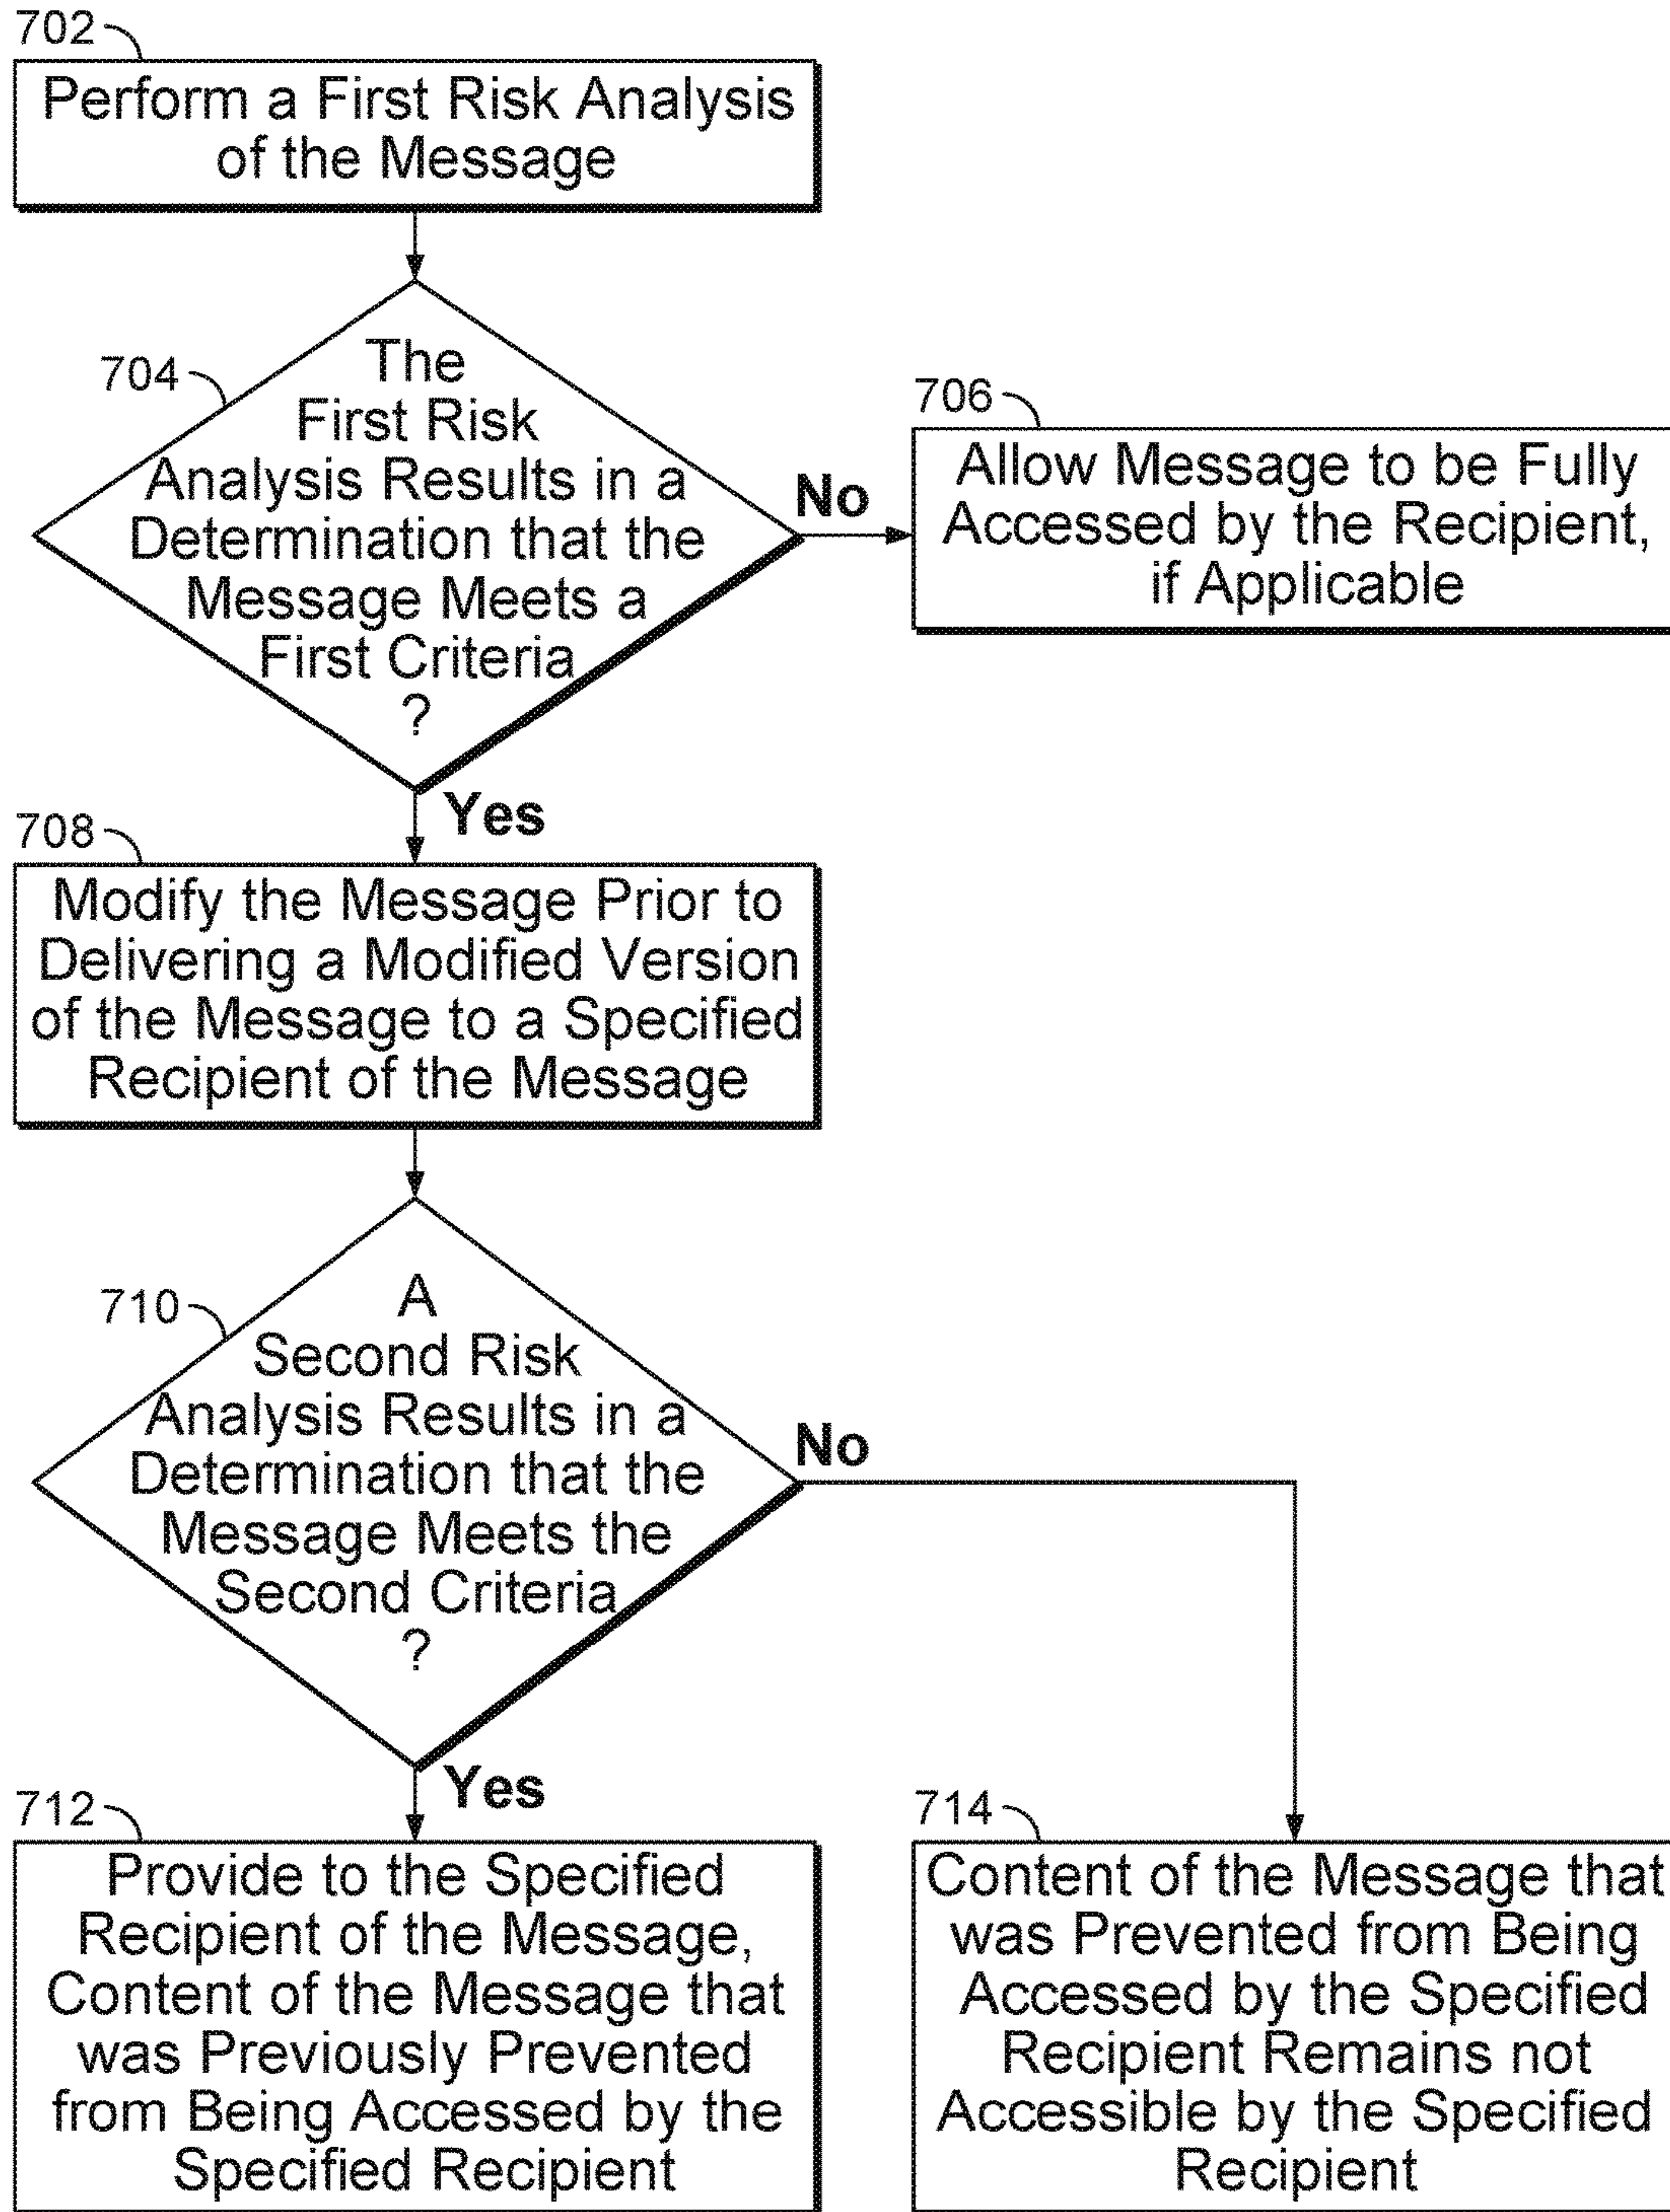 702
Perform a First Risk Analysis
of the Message
704
The
First Risk
Analysis Results in a
Determination that the
Message Meets a
First Criteria
?
No
706
Allow Message to be Fully
Accessed by the Recipient,
if Applicable
Yes
708
Modify the Message Prior to
Delivering a Modified Version
of the Message to a Specified
Recipient of the Message
710
A
Second Risk
Analysis Results in a
Determination that the
Message Meets the
Second Criteria
?
No
Yes
712
Provide to the Specified
Recipient of the Message,
Content of the Message that
was Previously Prevented
from Being Accessed by the
Specified Recipient
714
Content of the Message that
was Prevented from Being
Accessed by the Specified
Recipient Remains not
Accessible by the Specified
Recipient